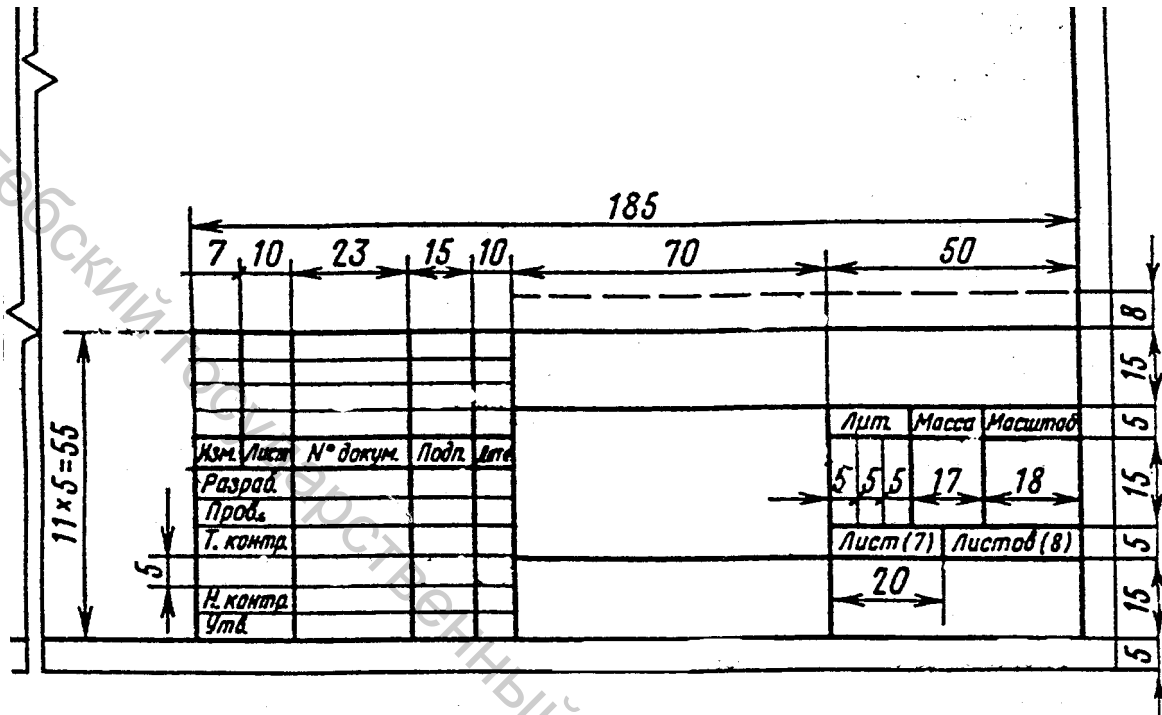 185
7 10 23 15 10 70 50
8
15
Лит. Масса Масштаб 5
Изм. Лист № докум. Подп. Дата
Разраб. 5 5 5 17 18 15
Пров.
Т. контр. Лист (7) Листов (8) 5
11×5=55
5 20 15
Н. контр.
Утв.
5
тебский государственный